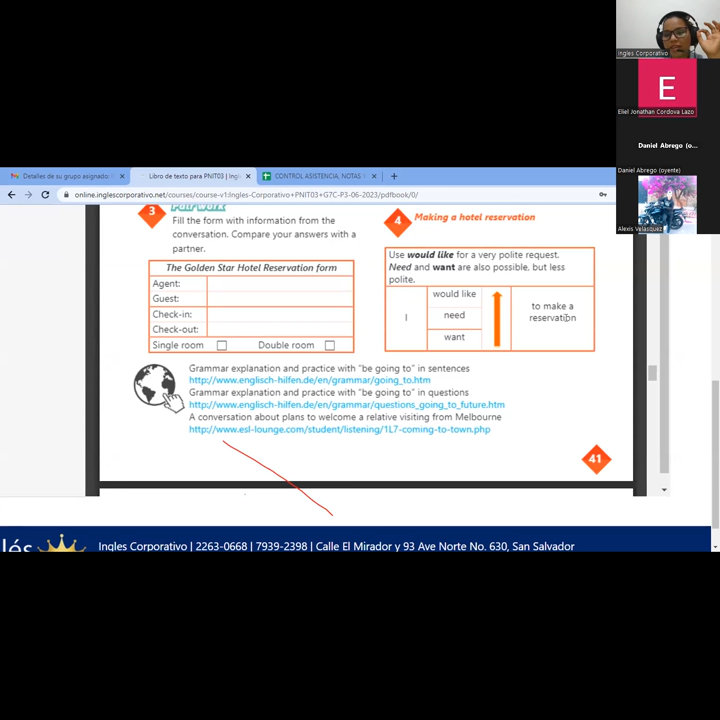 Ingles Corporativo
E
Eliel Jonathan Cordova Lazo
Daniel Abrego (o...
Daniel Abrego (oyente)
Alexis Velasquez
Detalles de su grupo asignado:
Libro de texto para PNIT03 | Ingl
CONTROL ASISTENCIA, NOTAS
online.inglescorporativo.net/courses/course-v1:Ingles-Corporativo+PNIT03+G7C-P3-06-2023/pdfbook/0/
3
Pair Work
Fill the form with information from the
conversation. Compare your answers with a
partner.
The Golden Star Hotel Reservation form
Agent:
Guest:
Check-in:
Check-out:
Single room
Double room
4
Making a hotel reservation
Use would like for a very polite request.
Need and want are also possible, but less
polite.
I
would like
need
want
to make a
reservation
Grammar explanation and practice with "be going to" in sentences
http://www.englisch-hilfen.de/en/grammar/going_to.htm
Grammar explanation and practice with "be going to" in questions
http://www.englisch-hilfen.de/en/grammar/questions_going_to_future.htm
A conversation about plans to welcome a relative visiting from Melbourne
http://www.esl-lounge.com/student/listening/1L7-coming-to-town.php
41
lés
Ingles Corporativo | 2263-0668 | 7939-2398 | Calle El Mirador y 93 Ave Norte No. 630, San Salvador